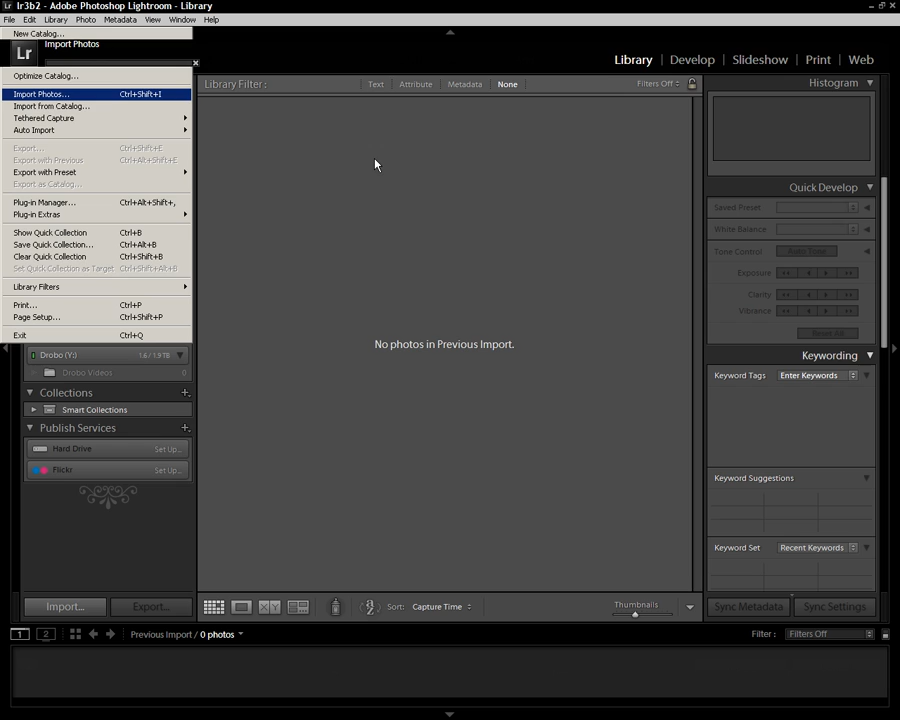 lr3b2 - Adobe Photoshop Lightroom - Library
File Edit Library Photo Metadata View Window Help
New Catalog...
Lr
Import Photos
Library Develop Slideshow Print Web
Optimize Catalog...
Import Photos... Ctrl+Shift+I
Import from Catalog...
Tethered Capture
Auto Import
Export... Ctrl+Shift+E
Export with Previous Ctrl+Alt+Shift+E
Export with Preset
Export as Catalog...
Plug-in Manager... Ctrl+Alt+Shift+,
Plug-in Extras
Show Quick Collection Ctrl+B
Save Quick Collection... Ctrl+Alt+B
Clear Quick Collection Ctrl+Shift+B
Set Quick Collection as Target Ctrl+Shift+Alt+B
Library Filters
Print... Ctrl+P
Page Setup... Ctrl+Shift+P
Exit Ctrl+Q
Drobo (Y:) 1.6 / 1.9 TB
Drobo Videos 0
Collections
Smart Collections
Publish Services
Hard Drive Set Up...
Flickr Set Up...
Import... Export...
Library Filter : Text Attribute Metadata None Filters Off
No photos in Previous Import.
Sort: Capture Time Thumbnails
Histogram
Quick Develop
Saved Preset
White Balance
Tone Control Auto Tone
Exposure
Clarity
Vibrance
Reset All
Keywording
Keyword Tags Enter Keywords
Keyword Suggestions
Keyword Set Recent Keywords
Sync Metadata Sync Settings
1 2 Previous Import / 0 photos Filter : Filters Off